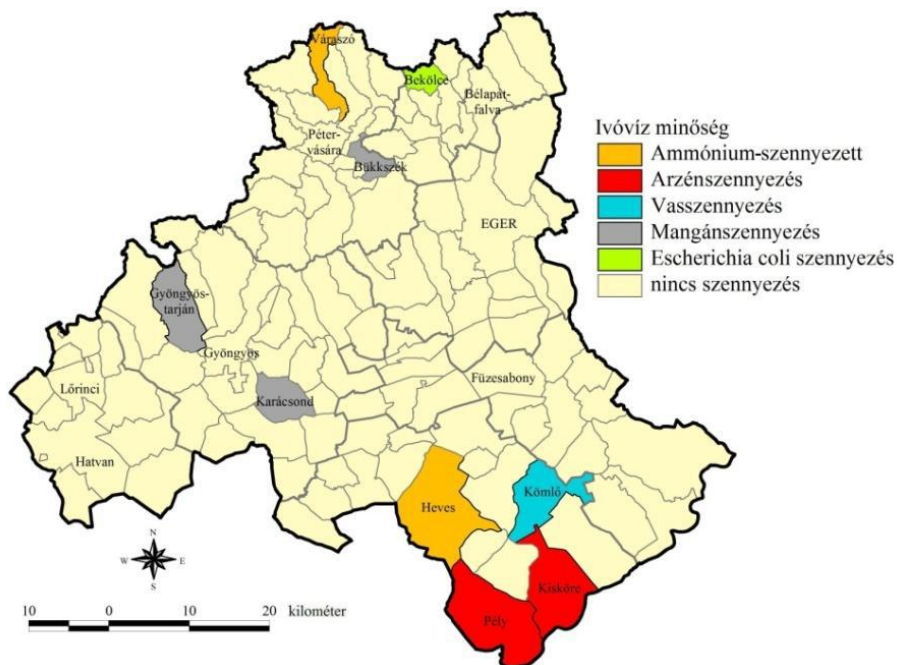 Váraszó
Bekölce
Bélapát-
falva
Péter-
vására
Bükkszék
EGER
Gyöngyös-
tarján
Gyöngyös
Lőrinci
Karácsond
Füzesabony
Hatvan
Heves
Kömlő
Kisköre
Pély
Ivóvíz minőség
Ammónium-szennyezett
Arzénszennyezés
Vasszennyezés
Mangánszennyezés
Escherichia coli szennyezés
nincs szennyezés
N
W E
S
10 0 10 20 kilométer